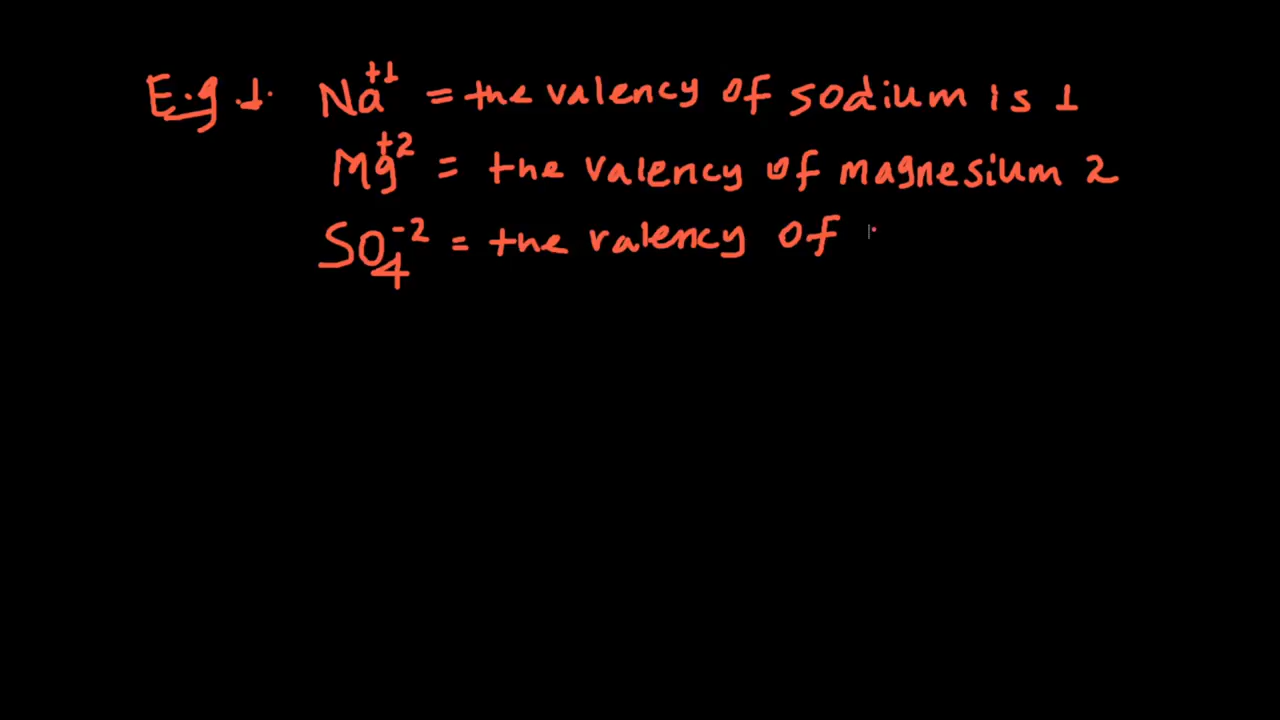 E.g 1. Na⁺¹ = the valency of sodium is 1
Mg⁺² = the valency of magnesium 2
SO₄⁻² = the valency of